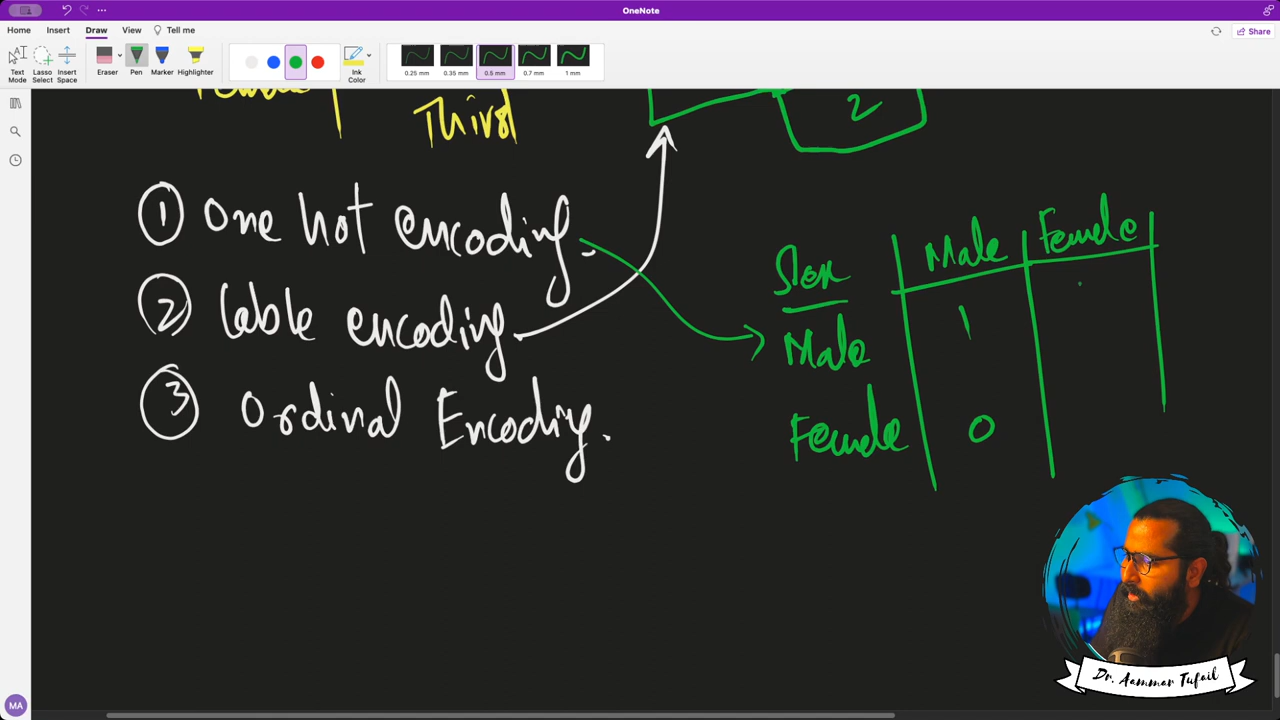 OneNote
Home Insert Draw View Tell me
Share
Text Mode
Lasso Select
Insert Space
Eraser
Pen
Marker
Highlighter
Ink Color
0.25 mm
0.35 mm
0.5 mm
0.7 mm
1 mm
Third
2
1 One hot encoding.
2 lable encoding.
3 Ordinal Encoding.
Male Female
Male 1
Female 0
MA
Dr. Aammar Tufail